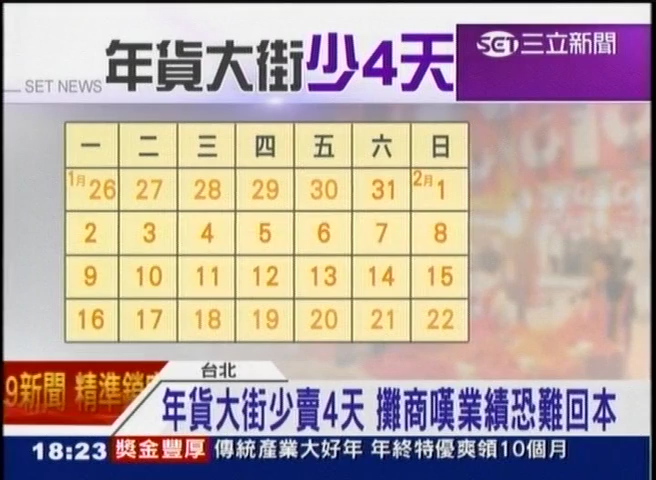 年貨大街少4天
SET 三立新聞
SET NEWS
一 二 三 四 五 六 日
1月26 27 28 29 30 31 2月1
2 3 4 5 6 7 8
9 10 11 12 13 14 15
16 17 18 19 20 21 22
台北
9新聞 精準鎖
年貨大街少賣4天 攤商嘆業績恐難回本
18:23 獎金豐厚 傳統產業大好年 年終特優爽領10個月